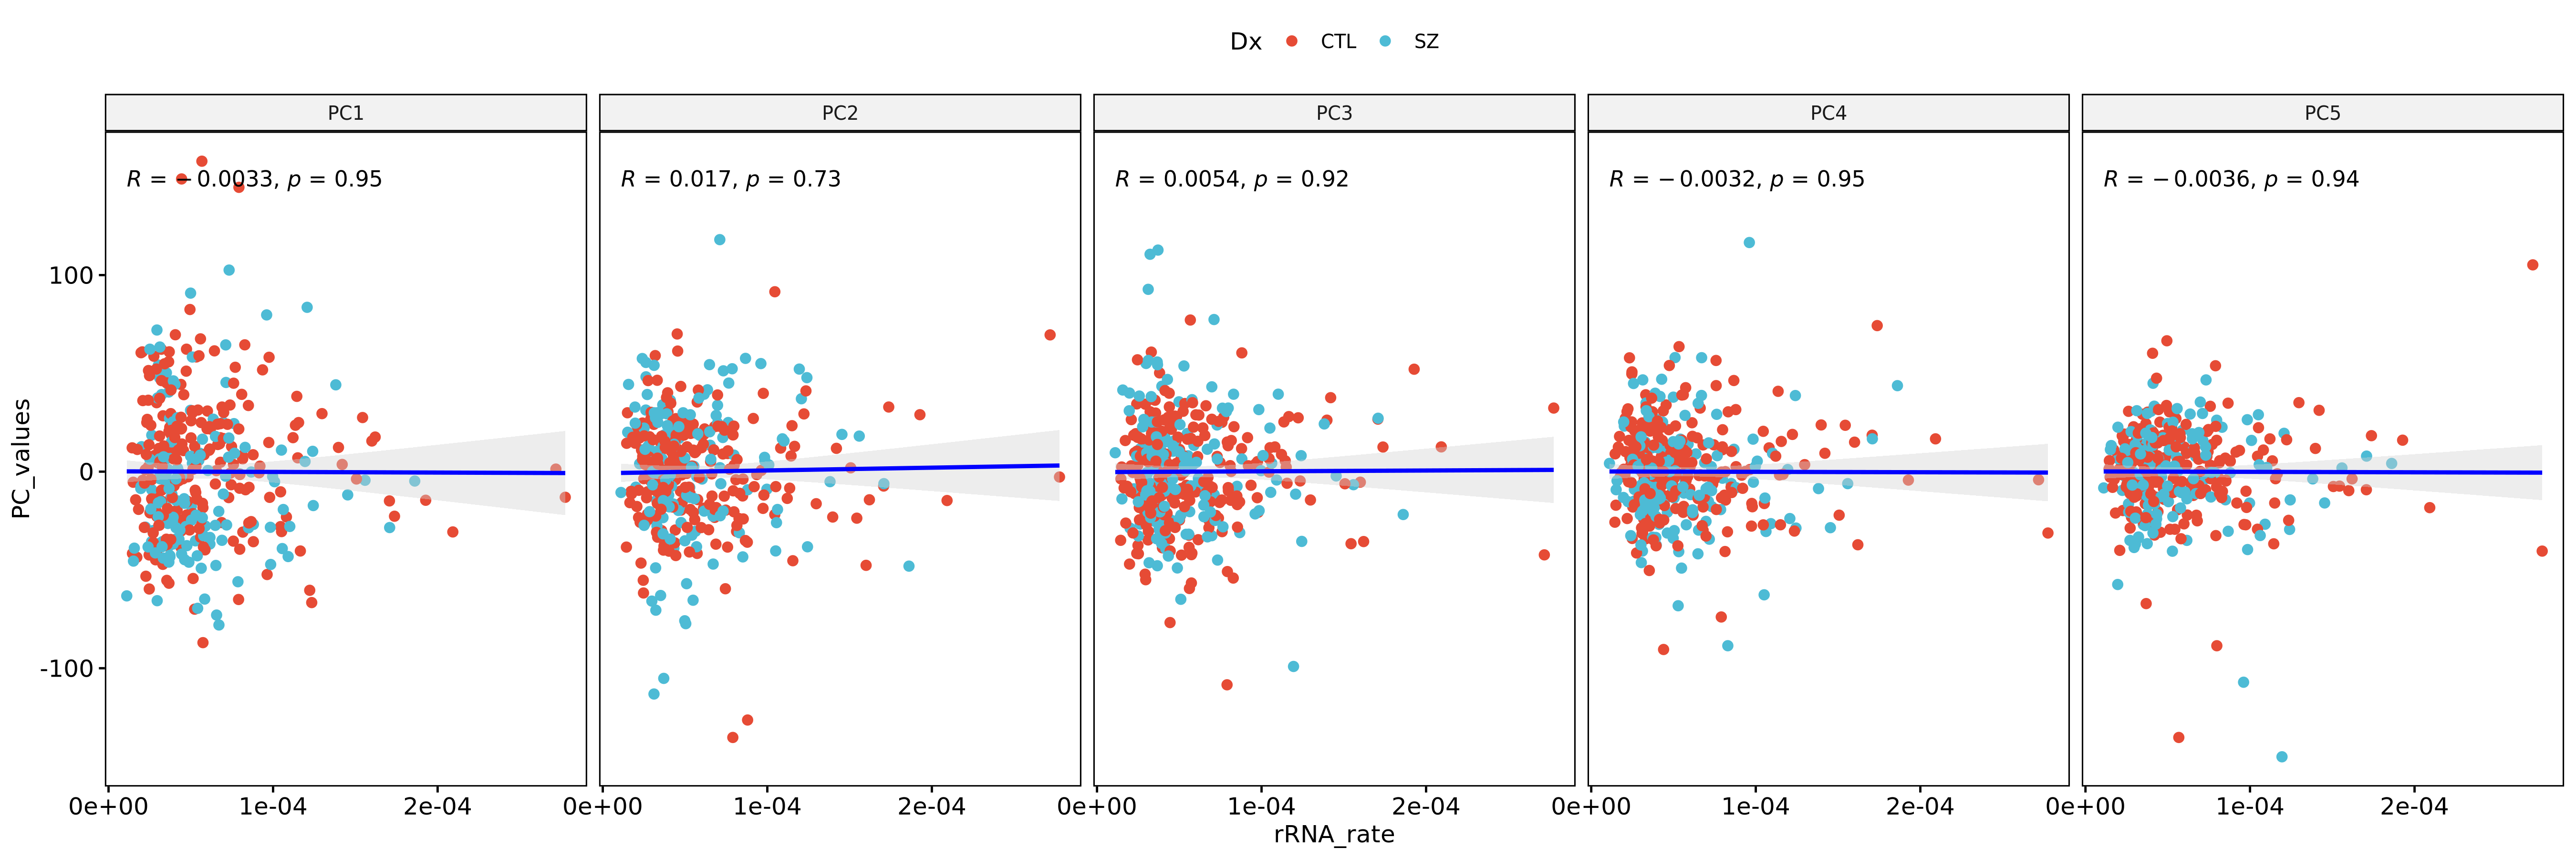 Dx CTL SZ
PC1 PC2 PC3 PC4 PC5
R = −0.0033, p = 0.95 R = 0.017, p = 0.73 R = 0.0054, p = 0.92 R = −0.0032, p = 0.95 R = −0.0036, p = 0.94
100
0
-100
PC_values
0e+00 1e-04 2e-04 0e+00 1e-04 2e-04 0e+00 1e-04 2e-04 0e+00 1e-04 2e-04 0e+00 1e-04 2e-04
rRNA_rate